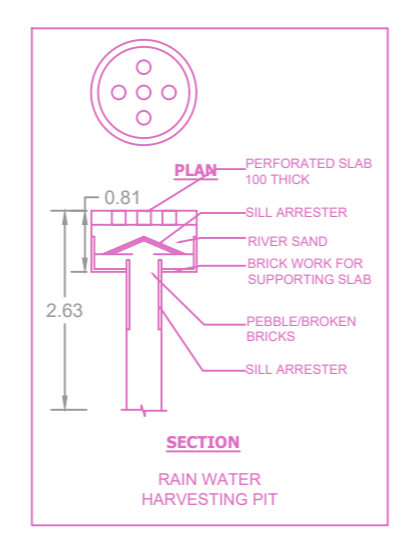 PLAN
PERFORATED SLAB
100 THICK
0.81
SILL ARRESTER
RIVER SAND
BRICK WORK FOR
SUPPORTING SLAB
2.63
PEBBLE/BROKEN
BRICKS
SILL ARRESTER
SECTION
RAIN WATER
HARVESTING PIT